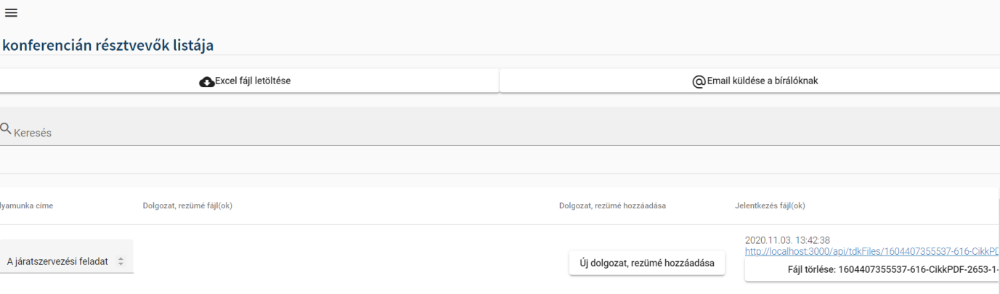 konferencián résztvevők listája
Excel fájl letöltése
Email küldése a bírálóknak
Keresés
lyamunka címe Dolgozat, rezümé fájl(ok) Dolgozat, rezümé hozzáadása Jelentkezés fájl(ok)
2020.11.03. 13:42:38
http://localhost:3000/api/tdkFiles/1604407355537-616-CikkPD
A járatszervezési feladat
Új dolgozat, rezümé hozzáadása
Fájl törlése: 1604407355537-616-CikkPDF-2653-1-